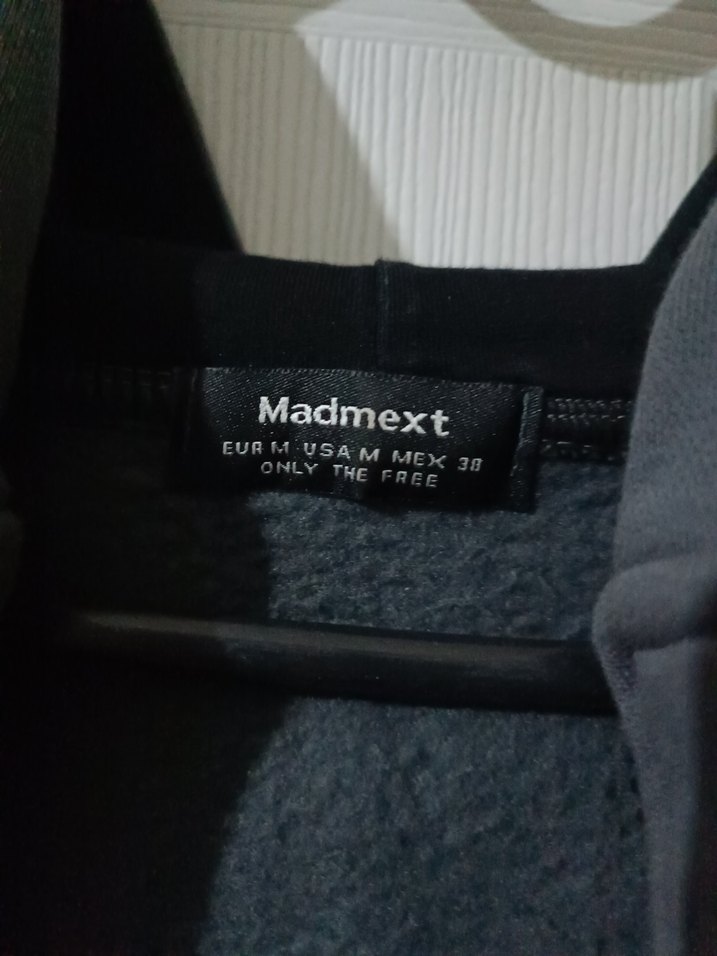 Madmext
EUR M USA M MEX 38
ONLY THE FREE